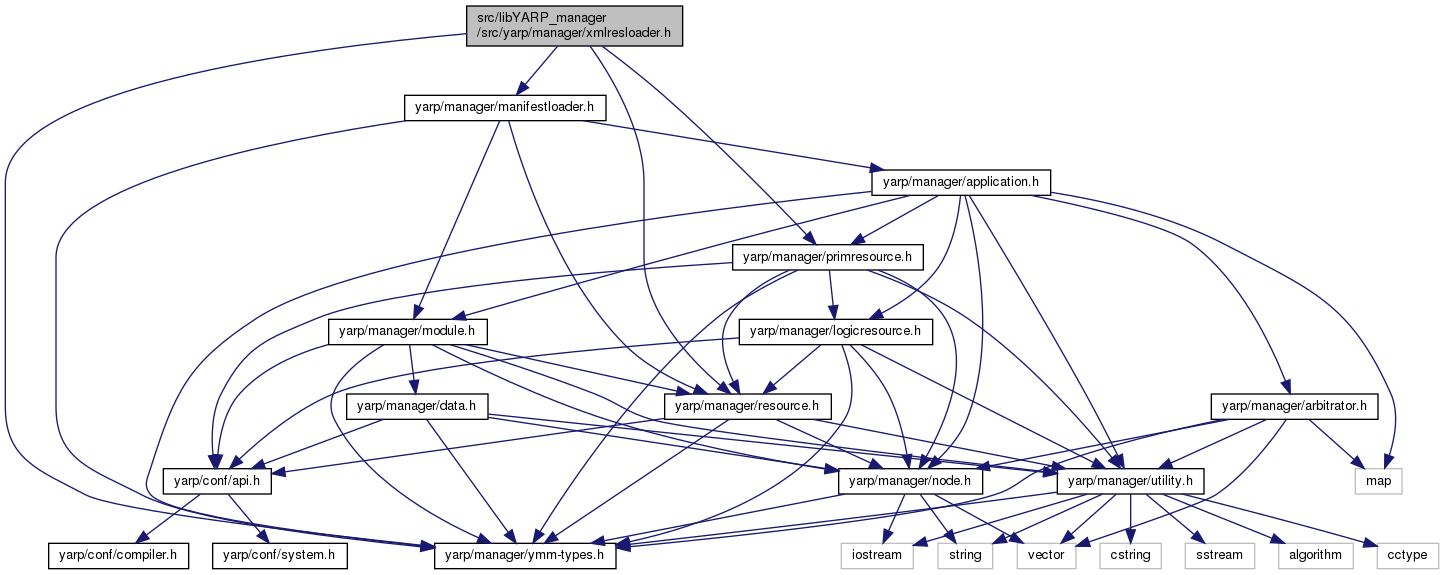 src/libYARP_manager
/src/yarp/manager/xmlresloader.h
yarp/manager/manifestloader.h
yarp/manager/application.h
yarp/manager/primresource.h
yarp/manager/module.h
yarp/manager/logicresource.h
yarp/manager/data.h
yarp/manager/resource.h
yarp/manager/arbitrator.h
yarp/conf/api.h
yarp/manager/node.h
yarp/manager/utility.h
map
yarp/conf/compiler.h
yarp/conf/system.h
yarp/manager/ymm-types.h
iostream
string
vector
cstring
sstream
algorithm
cctype